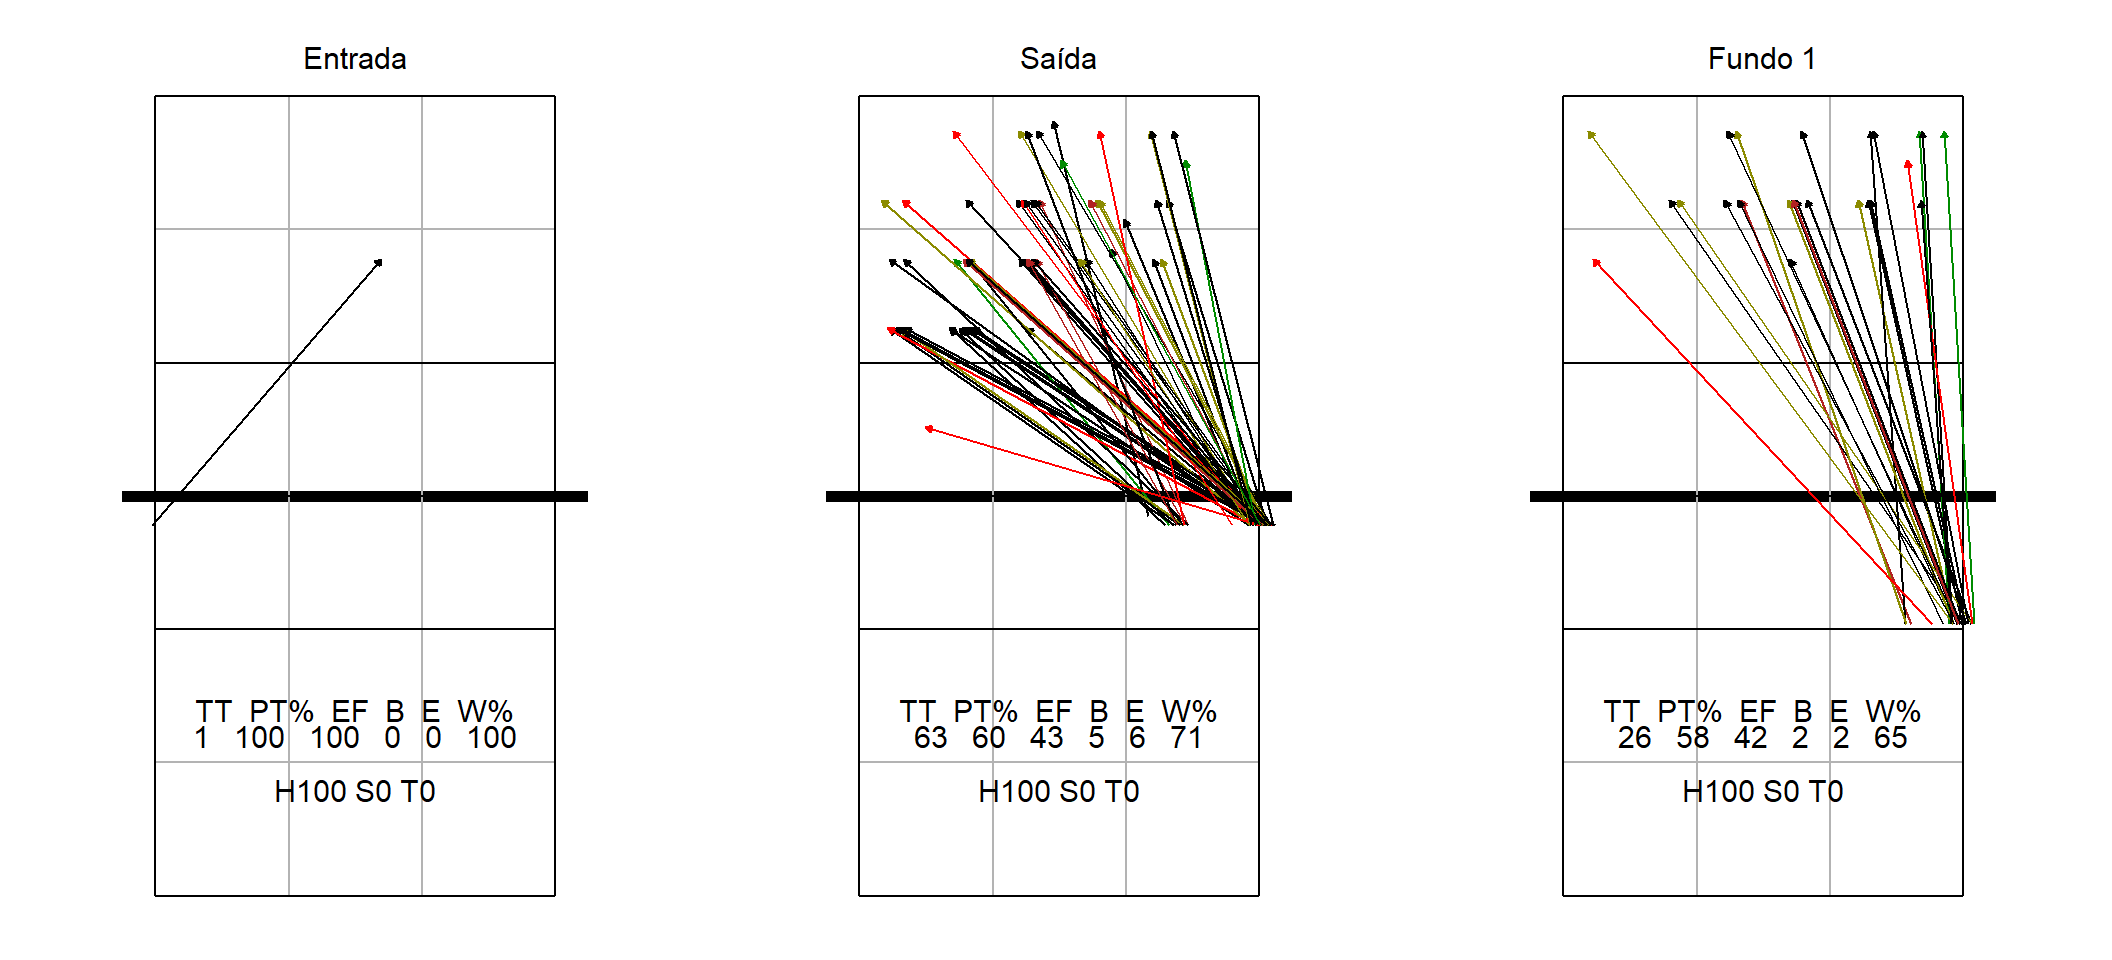 Entrada
TT PT% EF B E W%
1 100 100 0 0 100
H100 S0 T0
Saída
TT PT% EF B E W%
63 60 43 5 6 71
H100 S0 T0
Fundo 1
TT PT% EF B E W%
26 58 42 2 2 65
H100 S0 T0